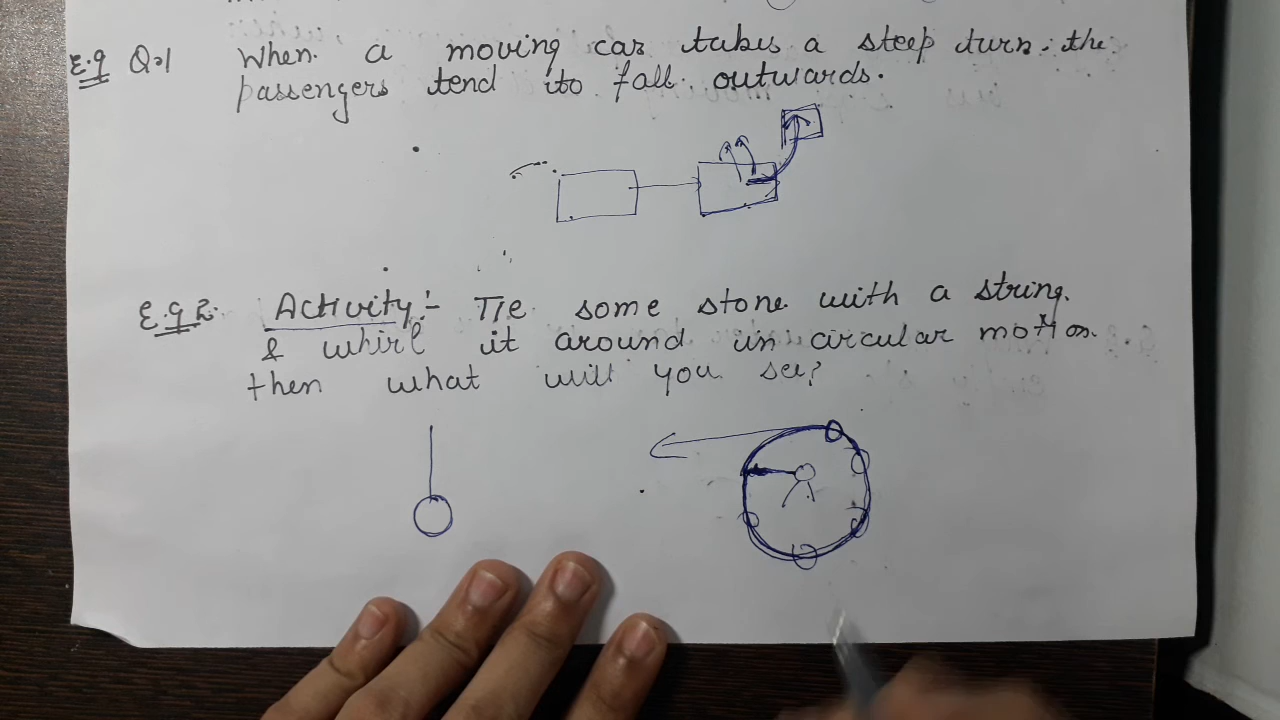 E.g Q.1 When a moving car takes a steep turn. the
passengers tend to fall outwards.
E.g 2. Activity:- Tie some stone with a string.
& whirl it around in circular motion.
then what will you see?